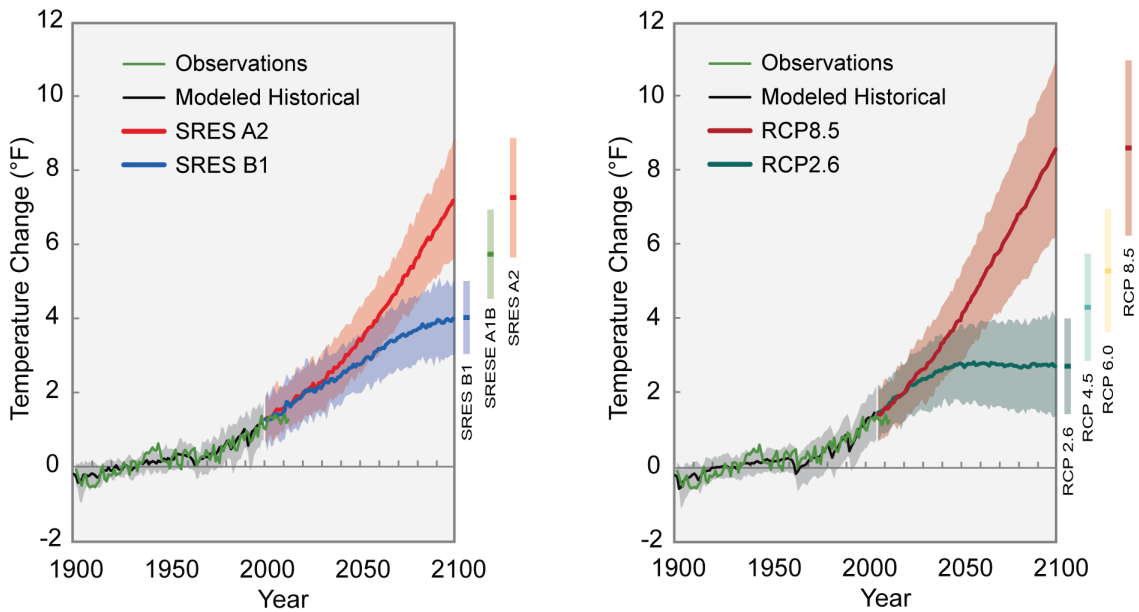 12
10
8
6
4
2
0
-2
Temperature Change (°F)
Observations
Modeled Historical
SRES A2
SRES B1
1900
1950
2000
2050
2100
Year
SRES B1
SRESE A1B
SRES A2
12
10
8
6
4
2
0
-2
Temperature Change (°F)
Observations
Modeled Historical
RCP8.5
RCP2.6
1900
1950
2000
2050
2100
Year
RCP 2.6
RCP 4.5
RCP 6.0
RCP 8.5